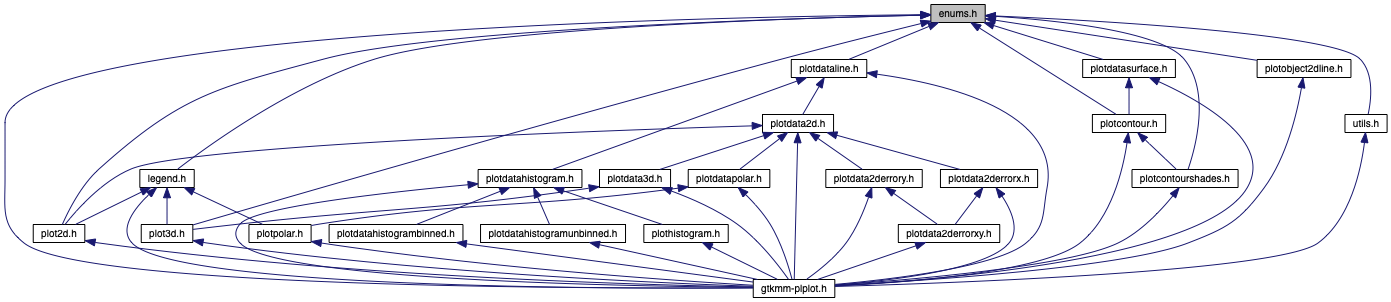 enums.h
plotdataline.h
plotdatasurface.h
plotobject2dline.h
plotdata2d.h
plotcontour.h
utils.h
legend.h
plotdatahistogram.h
plotdata3d.h
plotdatapolar.h
plotdata2derrory.h
plotdata2derrorx.h
plotcontourshades.h
plot2d.h
plot3d.h
plotpolar.h
plotdatahistogrambinned.h
plotdatahistogramunbinned.h
plothistogram.h
plotdata2derrorxy.h
gtkmm-plplot.h